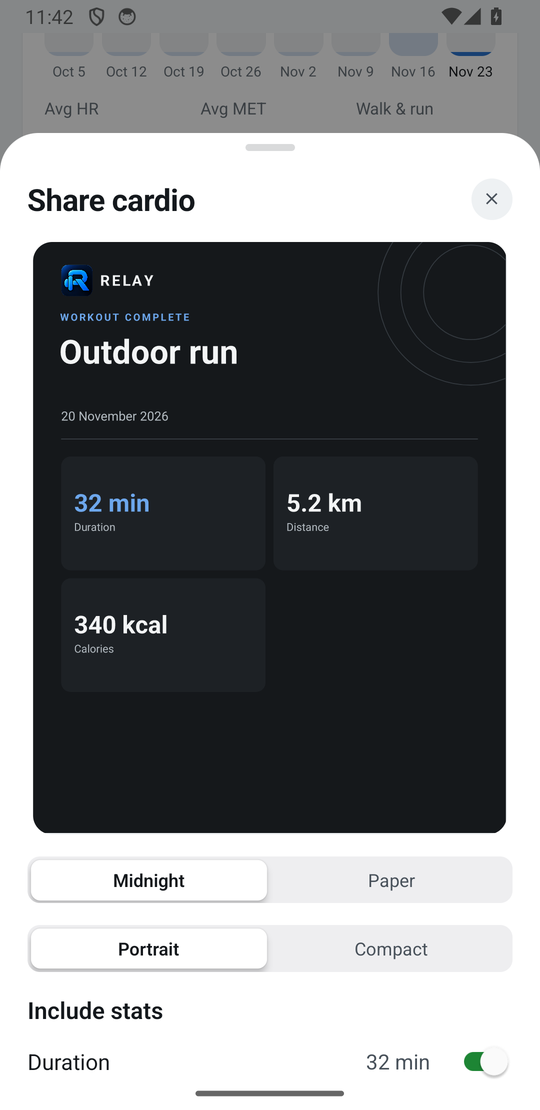 11:42
Oct 5 Oct 12 Oct 19 Oct 26 Nov 2 Nov 9 Nov 16 Nov 23
Avg HR Avg MET Walk & run
Share cardio
RELAY
WORKOUT COMPLETE
Outdoor run
20 November 2026
32 min 5.2 km
Duration Distance
340 kcal
Calories
Midnight Paper
Portrait Compact
Include stats
Duration 32 min